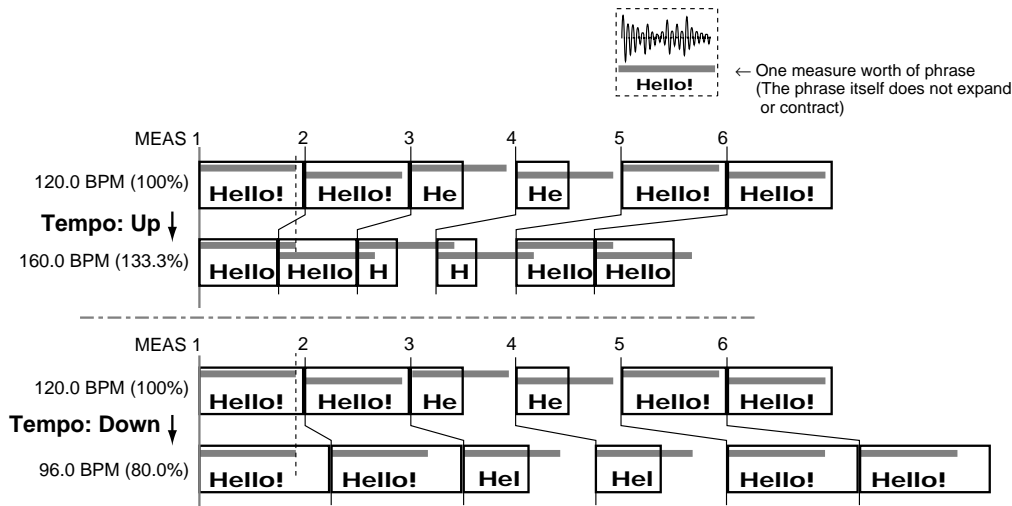 Hello!
← One measure worth of phrase
(The phrase itself does not expand
or contract)
MEAS 1 2 3 4 5 6
120.0 BPM (100%)
Hello! Hello! He He Hello! Hello!
Tempo: Up ↓
160.0 BPM (133.3%)
Hello Hello H H Hello Hello
MEAS 1 2 3 4 5 6
120.0 BPM (100%)
Hello! Hello! He He Hello! Hello!
Tempo: Down ↓
96.0 BPM (80.0%)
Hello! Hello! Hel Hel Hello! Hello!